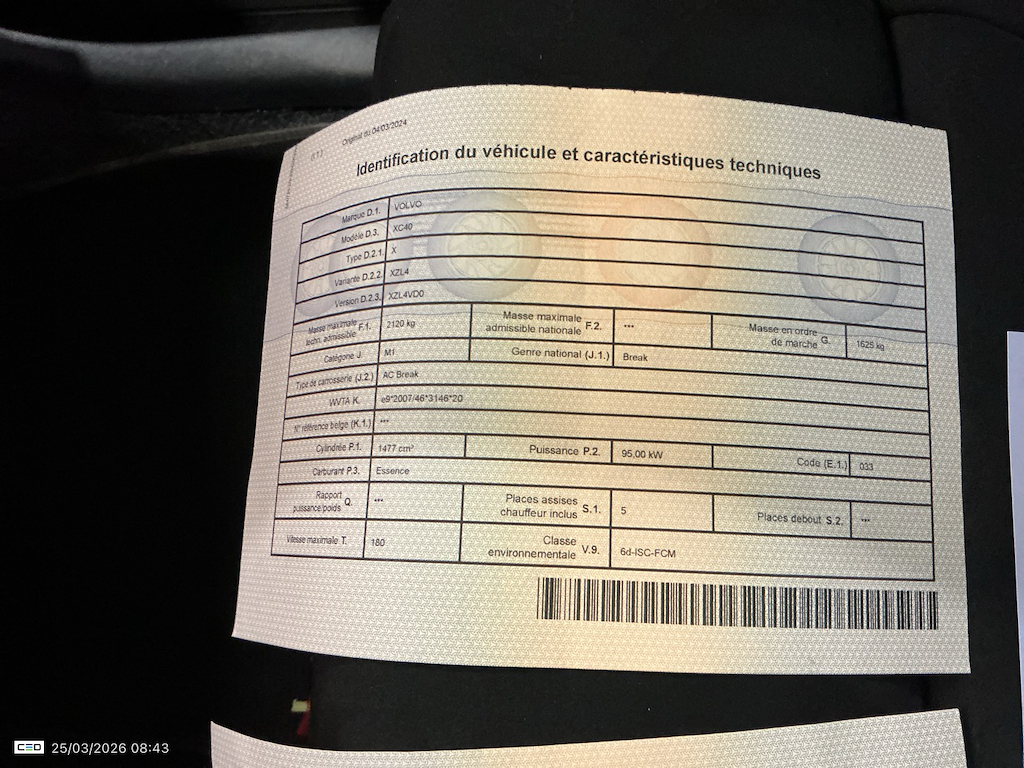 (1.1.) Original du 04/03/2024
Identification du véhicule et caractéristiques techniques
Marque D.1. VOLVO
Modèle D.3. XC40
Type D.2.1. X
Variante D.2.2. XZL4
Version D.2.3. XZL4VD0
Masse maximale techn. admissible F.1. 2120 kg Masse maximale admissible nationale F.2. *** Masse en ordre de marche G. 1625 kg
Catégorie J. M1 Genre national (J.1.) Break
Type de carrosserie (J.2.) AC Break
WVTA K. e9*2007/46*3146*20
N° référence belge (K.1.) ***
Cylindrée P.1. 1477 cm³ Puissance P.2. 95,00 kW Code (E.1.) 033
Carburant P.3. Essence
Rapport puissance/poids Q. *** Places assises chauffeur inclus S.1. 5 Places debout S.2. ***
Vitesse maximale T. 180 Classe environnementale V.9. 6d-ISC-FCM
CEO 25/03/2026 08:43